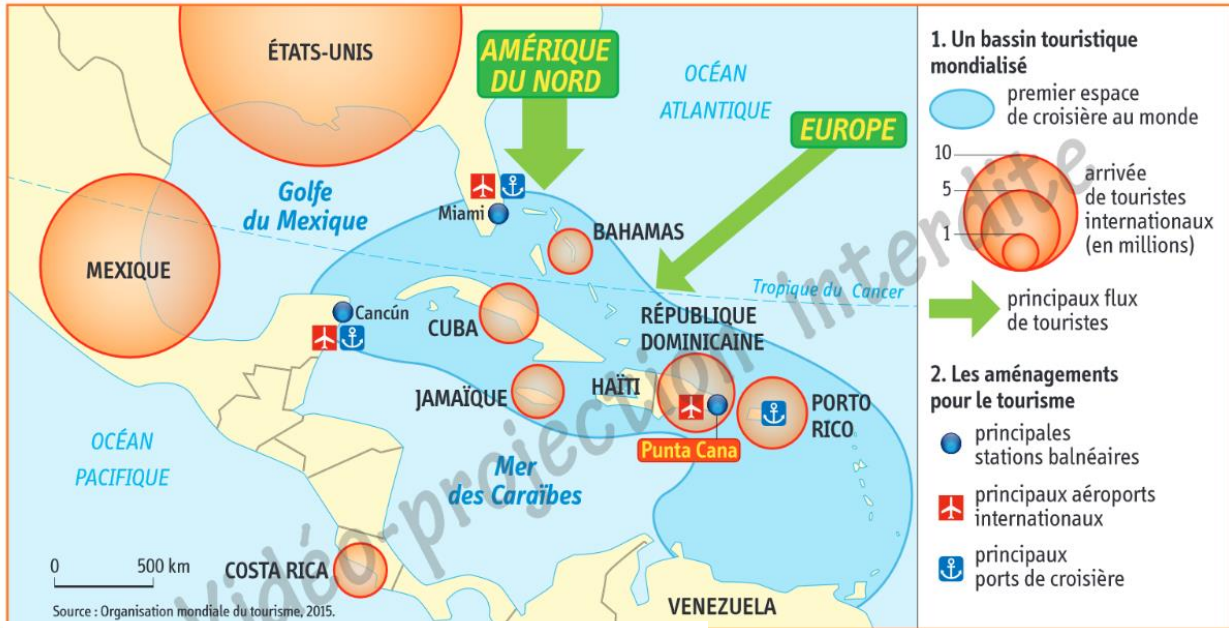 ÉTATS-UNIS
AMÉRIQUE
DU NORD
OCÉAN
ATLANTIQUE
EUROPE
Golfe
du Mexique
Miami
BAHAMAS
MEXIQUE
Tropique du Cancer
Cancún
CUBA
RÉPUBLIQUE
DOMINICAINE
JAMAÏQUE
HAÏTI
PORTO
RICO
Punta Cana
OCÉAN
PACIFIQUE
Mer
des Caraïbes
COSTA RICA
VENEZUELA
0 500 km
Source : Organisation mondiale du tourisme, 2015.
Vidéo-projection interdite
1. Un bassin touristique
mondialisé
premier espace
de croisière au monde
10
5
1
arrivée
de touristes
internationaux
(en millions)
principaux flux
de touristes
2. Les aménagements
pour le tourisme
principales
stations balnéaires
principaux aéroports
internationaux
principaux
ports de croisière